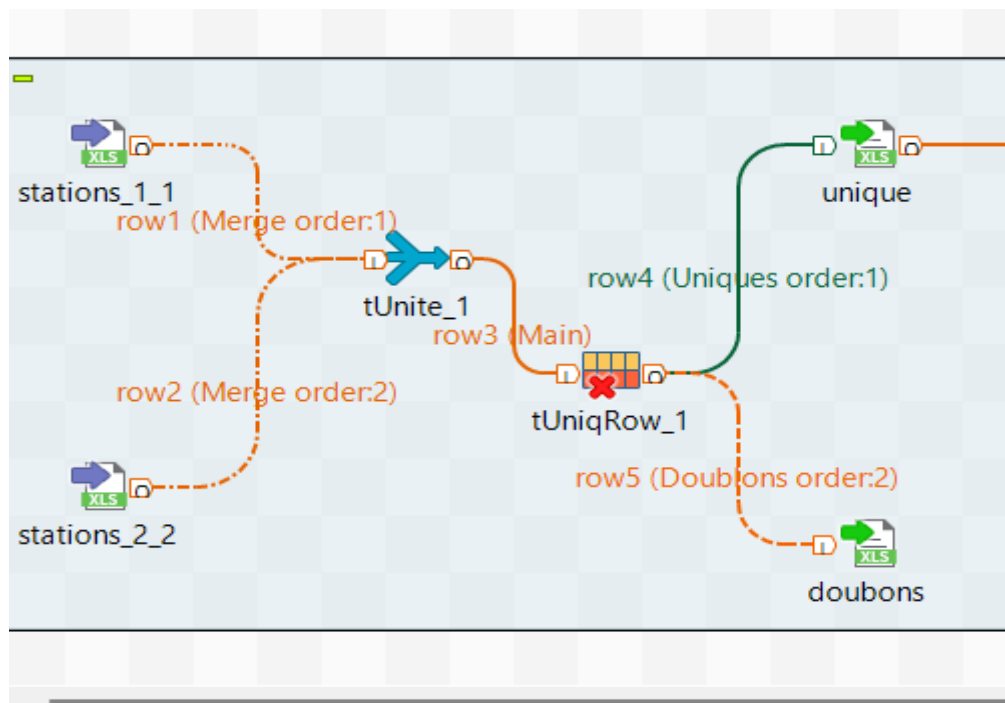 XLS
stations_1_1
row1 (Merge order:1)
tUnite_1
row2 (Merge order:2)
XLS
stations_2_2
row3 (Main)
tUniqRow_1
row4 (Uniques order:1)
XLS
unique
row5 (Doublons order:2)
XLS
doubons